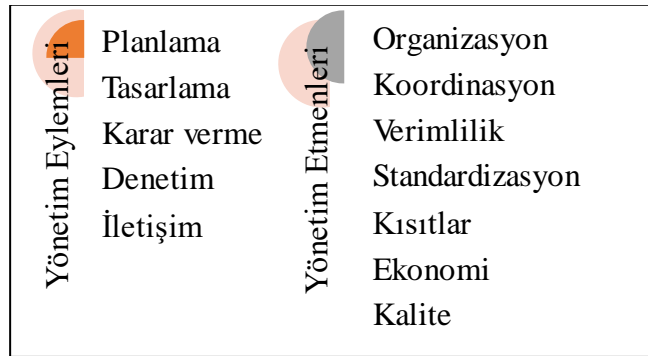 Yönetim Eylemleri
Planlama
Tasarlama
Karar verme
Denetim
İletişim
Yönetim Etmenleri
Organizasyon
Koordinasyon
Verimlilik
Standardizasyon
Kısıtlar
Ekonomi
Kalite